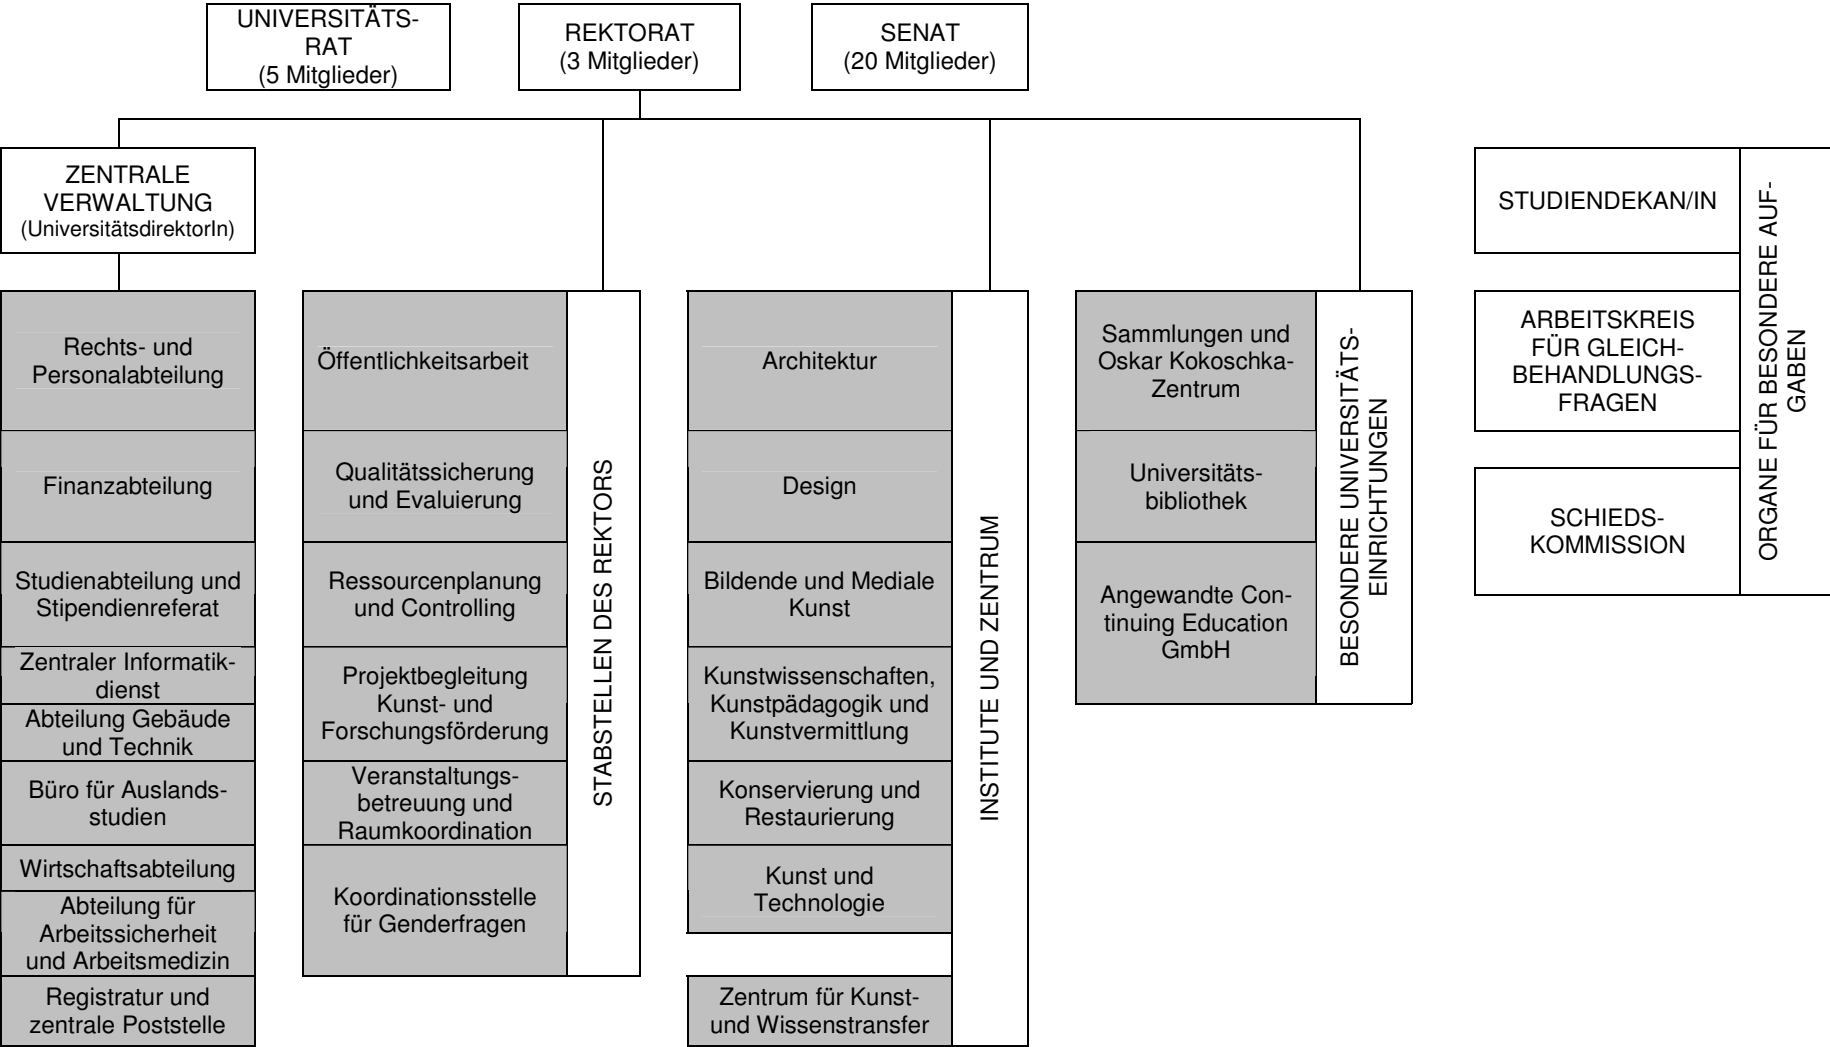 UNIVERSITÄTS-
RAT
(5 Mitglieder)
REKTORAT
(3 Mitglieder)
SENAT
(20 Mitglieder)
ZENTRALE
VERWALTUNG
(UniversitätsdirektorIn)
Rechts- und
Personalabteilung
Finanzabteilung
Studienabteilung und
Stipendienreferat
Zentraler Informatik-
dienst
Abteilung Gebäude
und Technik
Büro für Auslands-
studien
Wirtschaftsabteilung
Abteilung für
Arbeitssicherheit
und Arbeitsmedizin
Registratur und
zentrale Poststelle
Öffentlichkeitsarbeit
Qualitätssicherung
und Evaluierung
Ressourcenplanung
und Controlling
Projektbegleitung
Kunst- und
Forschungsförderung
Veranstaltungs-
betreuung und
Raumkoordination
Koordinationsstelle
für Genderfragen
STABSTELLEN DES REKTORS
Architektur
Design
Bildende und Mediale
Kunst
Kunstwissenschaften,
Kunstpädagogik und
Kunstvermittlung
Konservierung und
Restaurierung
Kunst und
Technologie
Zentrum für Kunst-
und Wissenstransfer
INSTITUTE UND ZENTRUM
Sammlungen und
Oskar Kokoschka-
Zentrum
Universitäts-
bibliothek
Angewandte Con-
tinuing Education
GmbH
BESONDERE UNIVERSITÄTS-
EINRICHTUNGEN
STUDIENDEKAN/IN
ARBEITSKREIS
FÜR GLEICH-
BEHANDLUNGS-
FRAGEN
SCHIEDS-
KOMMISSION
ORGANE FÜR BESONDERE AUF-
GABEN